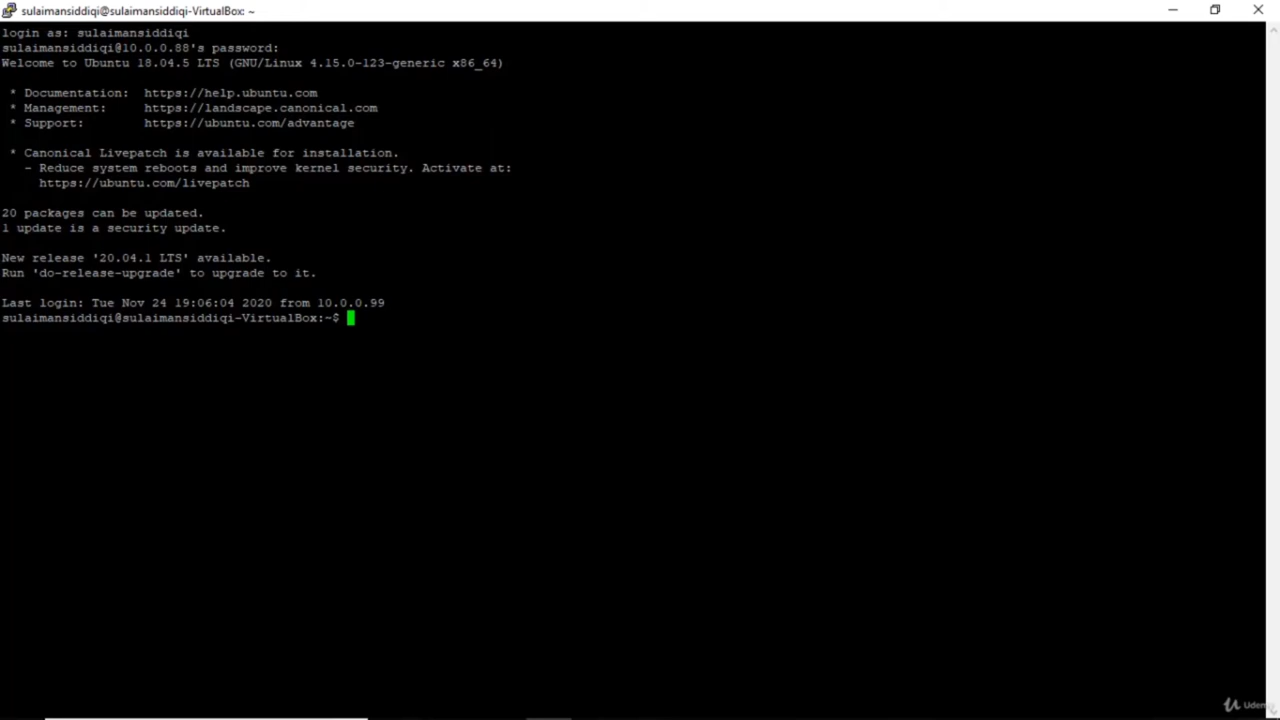 sulaimansiddiqi@sulaimansiddiqi-VirtualBox: ~
login as: sulaimansiddiqi
sulaimansiddiqi@10.0.0.88's password:
Welcome to Ubuntu 18.04.5 LTS (GNU/Linux 4.15.0-123-generic x86_64)
* Documentation: https://help.ubuntu.com
* Management: https://landscape.canonical.com
* Support: https://ubuntu.com/advantage
* Canonical Livepatch is available for installation.
- Reduce system reboots and improve kernel security. Activate at:
https://ubuntu.com/livepatch
20 packages can be updated.
1 update is a security update.
New release '20.04.1 LTS' available.
Run 'do-release-upgrade' to upgrade to it.
Last login: Tue Nov 24 19:06:04 2020 from 10.0.0.99
sulaimansiddiqi@sulaimansiddiqi-VirtualBox:~$